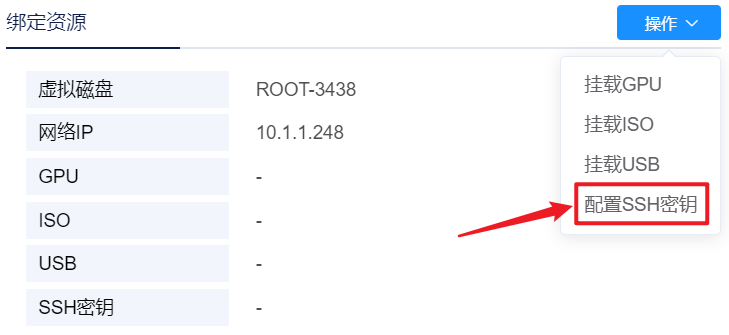 绑定资源
操作
虚拟磁盘 ROOT-3438
网络IP 10.1.1.248
GPU -
ISO -
USB -
SSH密钥 -
挂载GPU
挂载ISO
挂载USB
配置SSH密钥